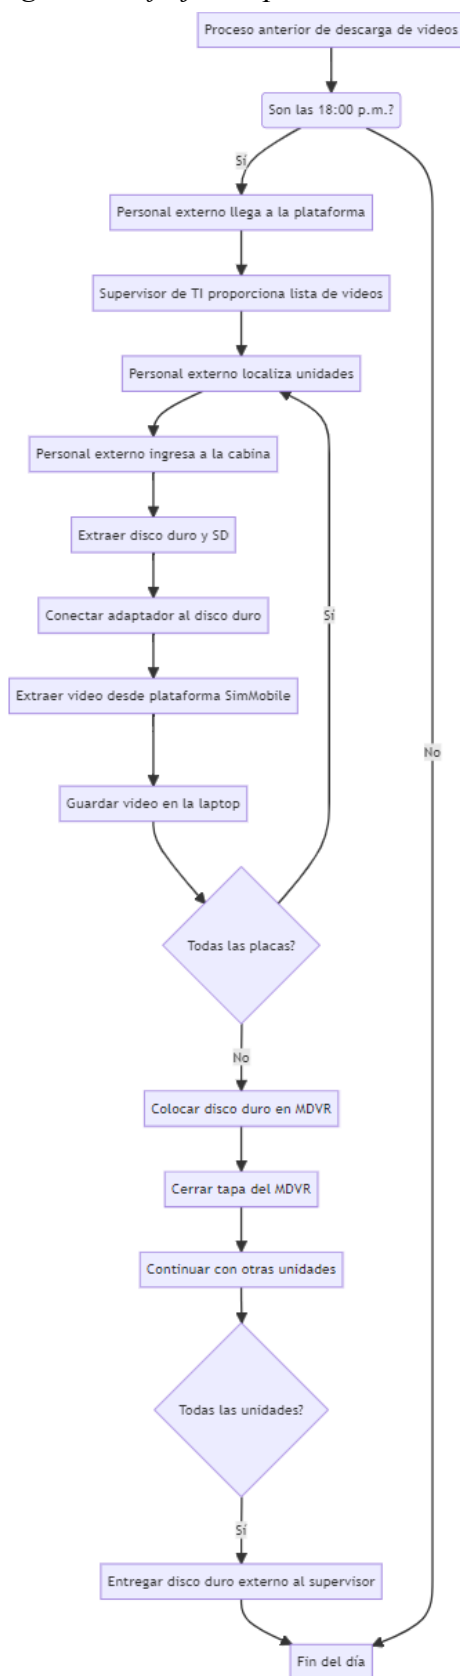 Proceso anterior de descarga de videos
Son las 18:00 p.m.?
Sí
Personal externo llega a la plataforma
Supervisor de TI proporciona lista de videos
Personal externo localiza unidades
Personal externo ingresa a la cabina
Extraer disco duro y SD
Conectar adaptador al disco duro
Sí
Extraer video desde plataforma SimMobile
No
Guardar video en la laptop
Todas las placas?
No
Colocar disco duro en MDVR
Cerrar tapa del MDVR
Continuar con otras unidades
Todas las unidades?
Sí
Entregar disco duro externo al supervisor
Fin del día